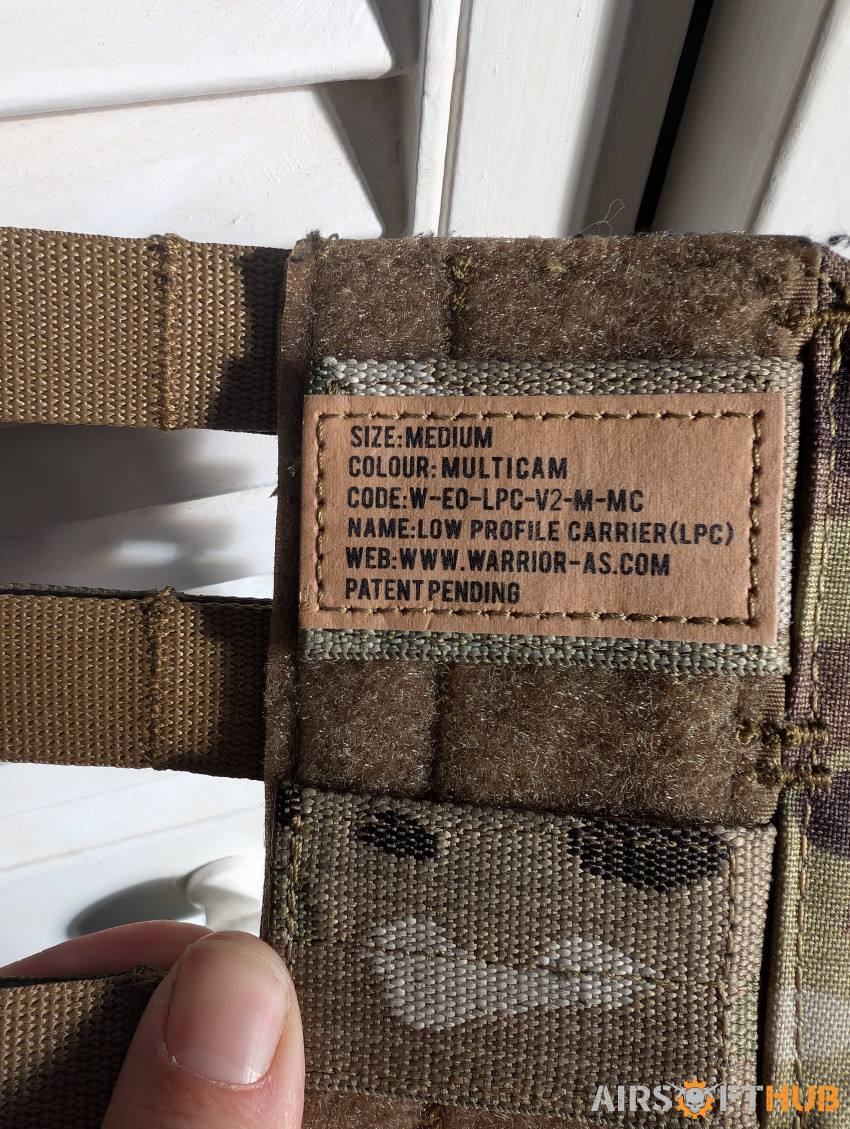 SIZE:MEDIUM
COLOUR: MULTICAM
CODE:W-EO-LPC-V2-M-MC
NAME:LOW PROFILE CARRIER(LPC)
WEB:WWW.WARRIOR-AS.COM
PATENT PENDING
AIRSOFTHUB